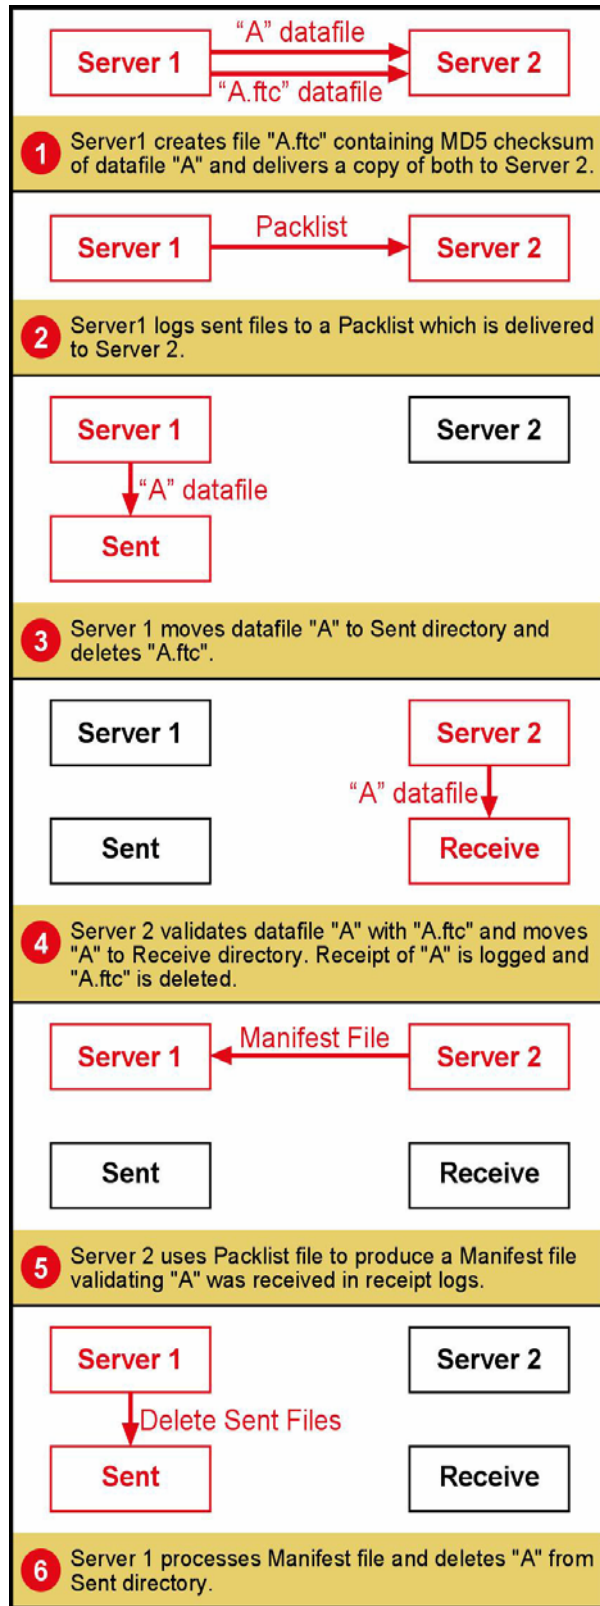 “A” datafile
Server 1
Server 2
“A.ftc” datafile
1
Server1 creates file "A.ftc" containing MD5 checksum
of datafile "A" and delivers a copy of both to Server 2.
Packlist
Server 1
Server 2
2
Server1 logs sent files to a Packlist which is delivered
to Server 2.
Server 1
Server 2
“A” datafile
Sent
3
Server 1 moves datafile "A" to Sent directory and
deletes "A.ftc".
Server 1
Server 2
“A” datafile
Sent
Receive
4
Server 2 validates datafile "A" with "A.ftc" and moves
"A" to Receive directory. Receipt of "A" is logged and
"A.ftc" is deleted.
Manifest File
Server 1
Server 2
Sent
Receive
5
Server 2 uses Packlist file to produce a Manifest file
validating "A" was received in receipt logs.
Server 1
Server 2
Delete Sent Files
Sent
Receive
6
Server 1 processes Manifest file and deletes "A" from
Sent directory.